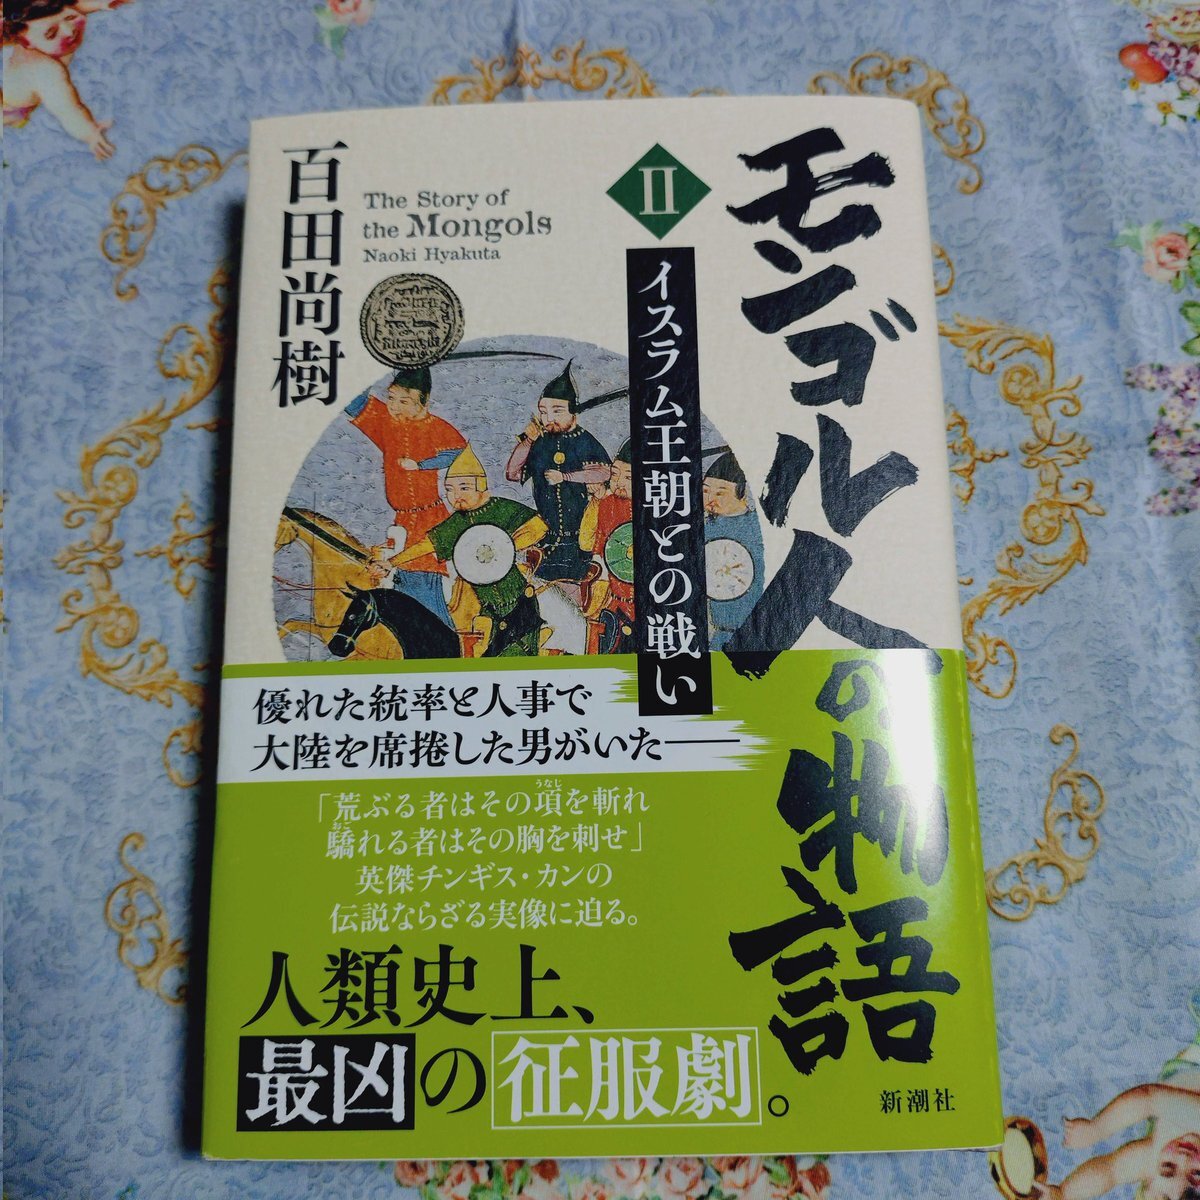 モンゴル人の物語
II
イスラム王朝との戦い
The Story of
the Mongols
Naoki Hyakuta
百田尚樹
優れた統率と人事で
大陸を席捲した男がいた──
「荒ぶる者はその項を斬れ
うなじ
驕れる者はその胸を刺せ」
おご
英傑チンギス・カンの
伝説ならざる実像に迫る。
人類史上、
最凶の征服劇。
新潮社